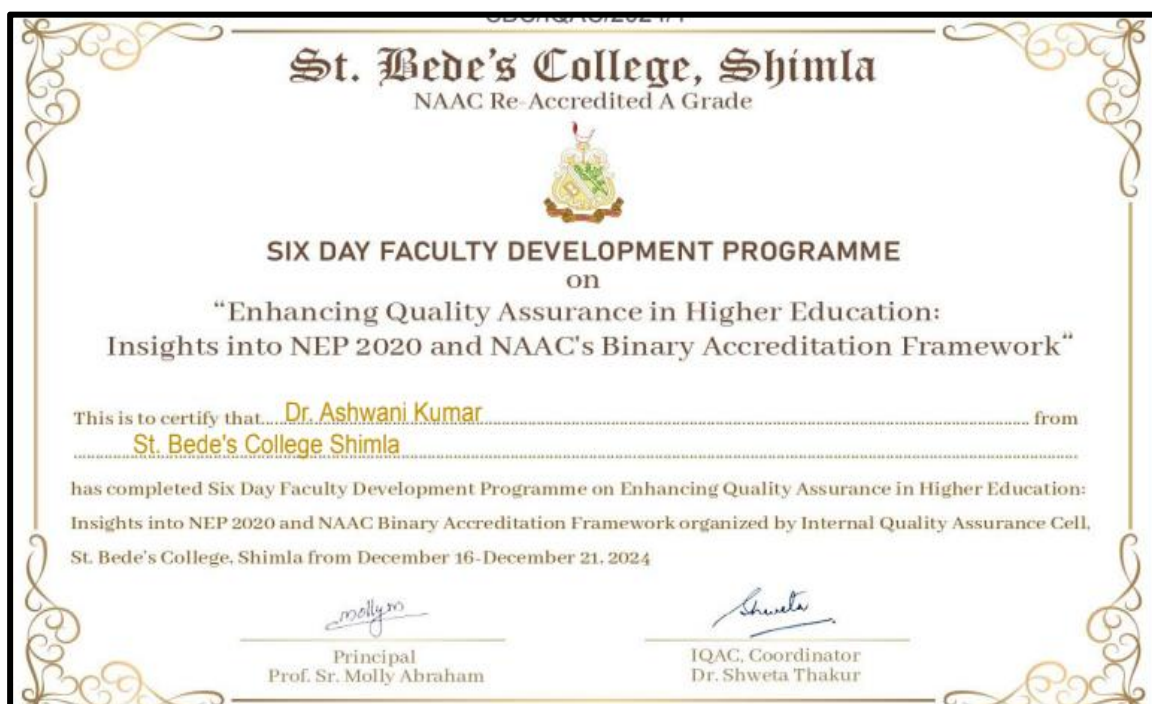 St. Bede's College, Shimla
NAAC Re-Accredited A Grade
SIX DAY FACULTY DEVELOPMENT PROGRAMME
on
“Enhancing Quality Assurance in Higher Education:
Insights into NEP 2020 and NAAC's Binary Accreditation Framework“
This is to certify that Dr. Ashwani Kumar from
St. Bede's College Shimla
has completed Six Day Faculty Development Programme on Enhancing Quality Assurance in Higher Education:
Insights into NEP 2020 and NAAC Binary Accreditation Framework organized by Internal Quality Assurance Cell,
St. Bede's College, Shimla from December 16-December 21, 2024
mollym Shweta
Principal IQAC, Coordinator
Prof. Sr. Molly Abraham Dr. Shweta Thakur